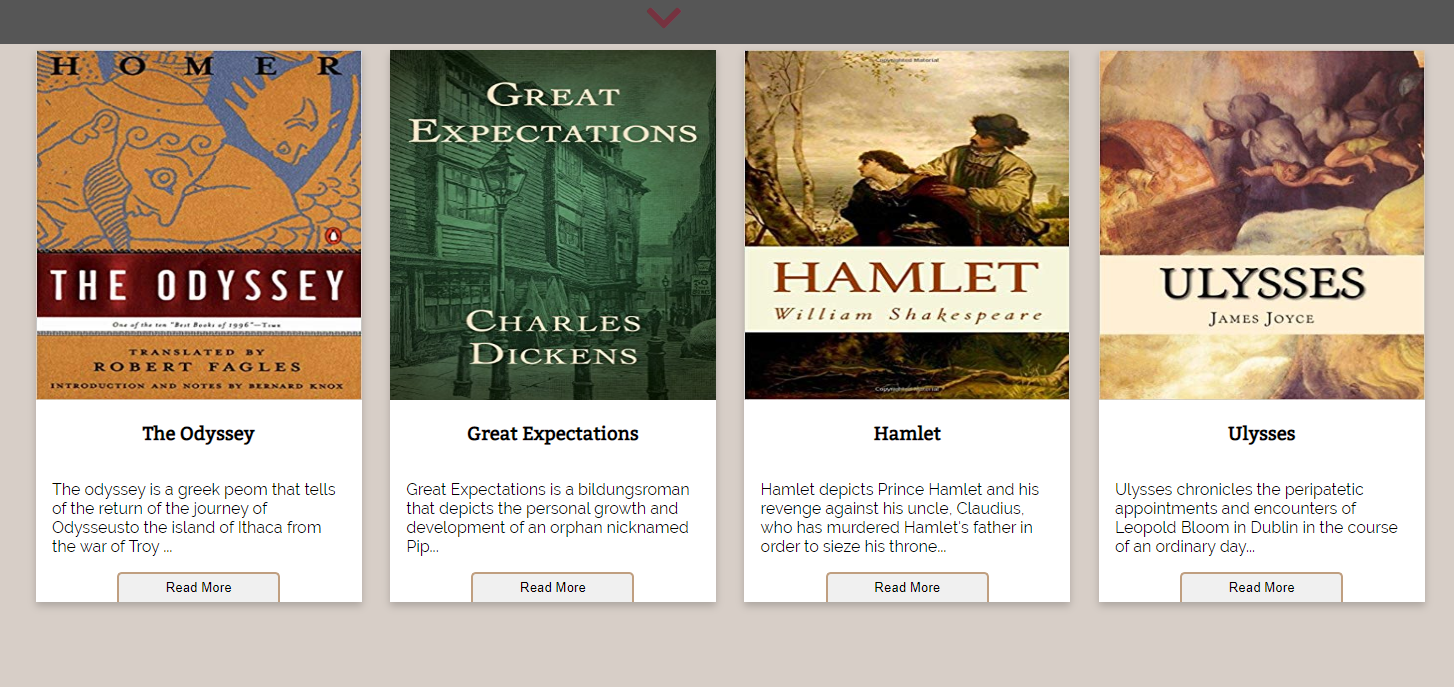 HOMER
THE ODYSSEY
One of the ten "Best Books of 1996"—Time
TRANSLATED BY
ROBERT FAGLES
INTRODUCTION AND NOTES BY BERNARD KNOX
The Odyssey
The odyssey is a greek peom that tells
of the return of the journey of
Odysseusto the island of Ithaca from
the war of Troy ...
Read More
GREAT
EXPECTATIONS
CHARLES
DICKENS
Great Expectations
Great Expectations is a bildungsroman
that depicts the personal growth and
development of an orphan nicknamed
Pip...
Read More
Copyrighted Material
HAMLET
William Shakespeare
Copyrighted Material
Hamlet
Hamlet depicts Prince Hamlet and his
revenge against his uncle, Claudius,
who has murdered Hamlet's father in
order to sieze his throne...
Read More
ULYSSES
JAMES JOYCE
Ulysses
Ulysses chronicles the peripatetic
appointments and encounters of
Leopold Bloom in Dublin in the course
of an ordinary day...
Read More